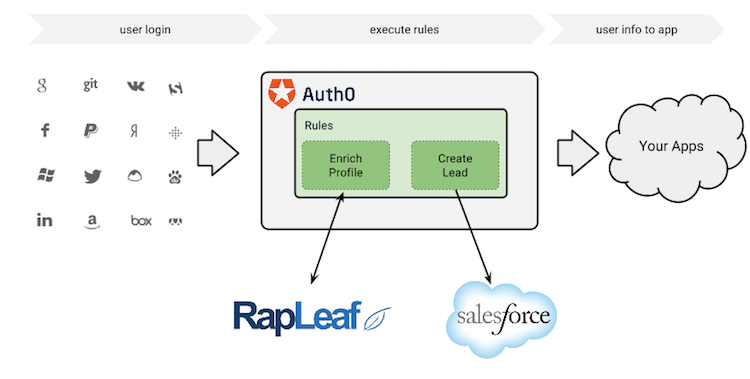 user login
execute rules
user info to app
g
git
Auth0
Rules
Enrich
Profile
Create
Lead
Your Apps
f
Я
in
a
box
RapLeaf
salesforce